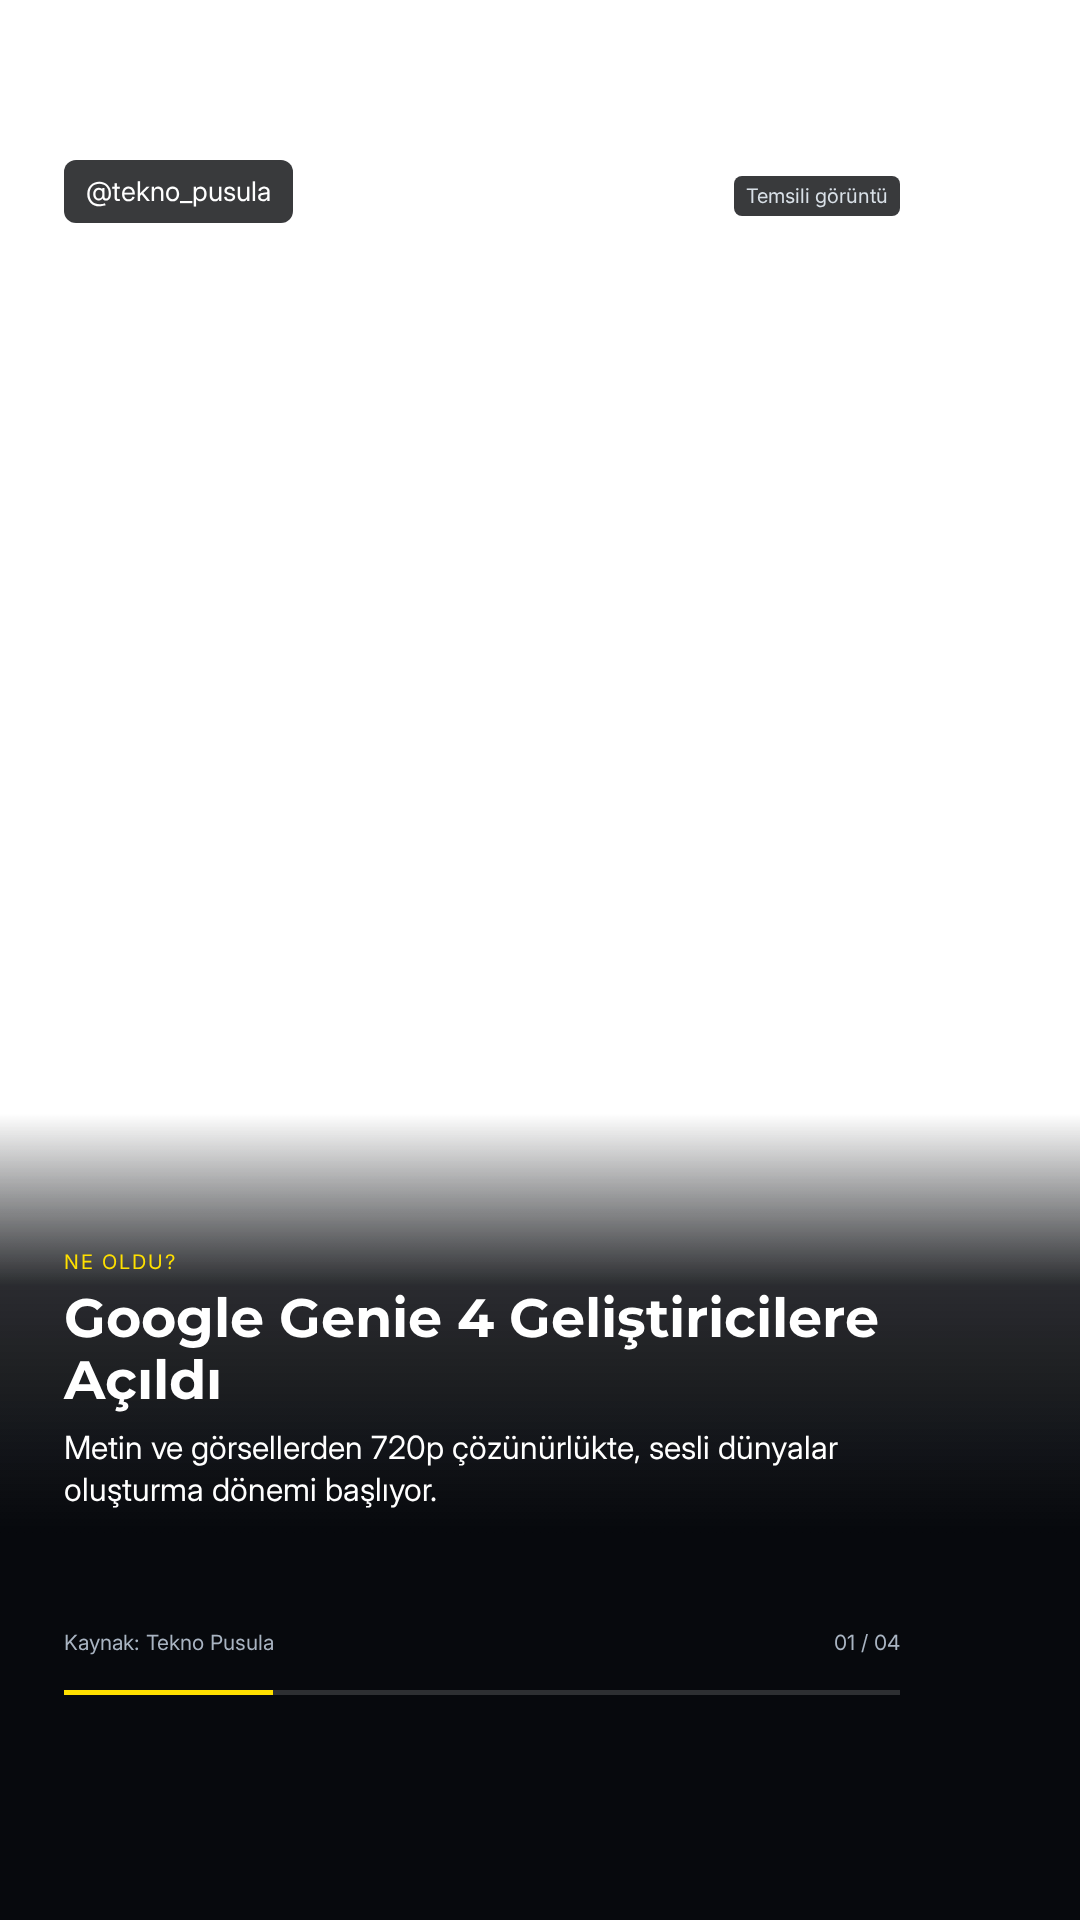 @tekno_pusula
Temsili görüntü
NE OLDU?
Google Genie 4 Geliştiricilere
Açıldı
Metin ve görsellerden 720p çözünürlükte, sesli dünyalar
oluşturma dönemi başlıyor.
Kaynak: Tekno Pusula
01 / 04